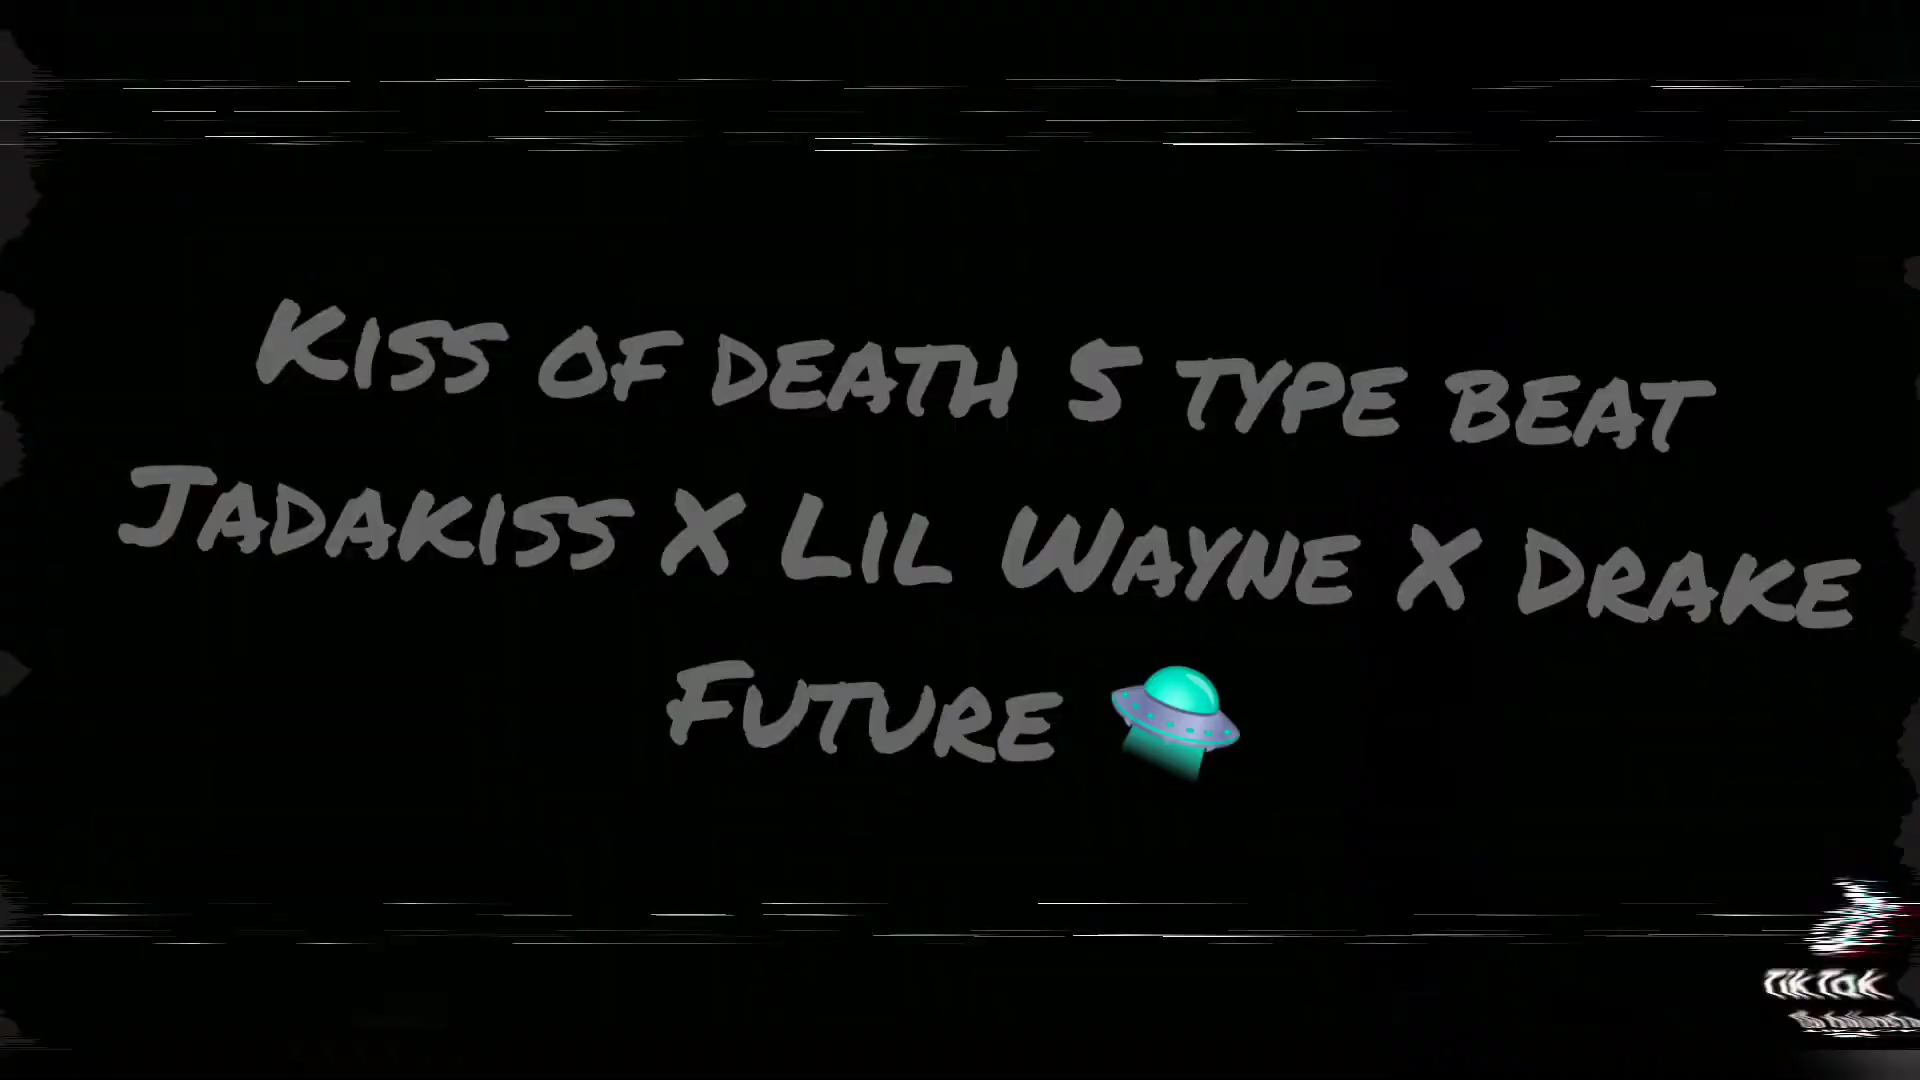 Kiss of death 5 type beat
Jadakiss X Lil Wayne X Drake
Future 🛸
TikTok